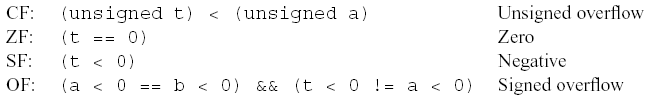 CF: (unsigned t) < (unsigned a) Unsigned overflow
ZF: (t == 0) Zero
SF: (t < 0) Negative
OF: (a < 0 == b < 0) && (t < 0 != a < 0) Signed overflow